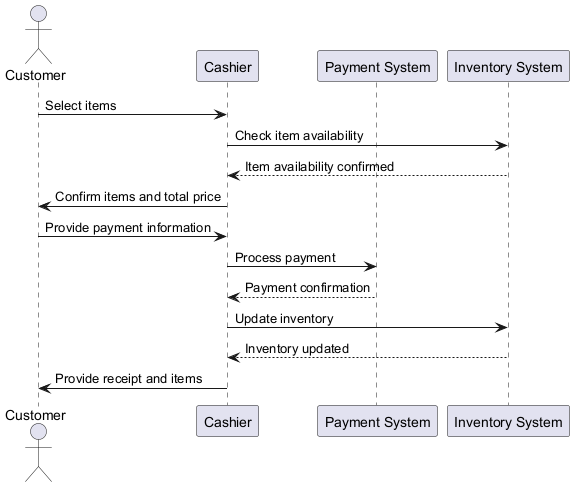 Customer
Cashier
Payment System
Inventory System
Select items
Check item availability
Item availability confirmed
Confirm items and total price
Provide payment information
Process payment
Payment confirmation
Update inventory
Inventory updated
Provide receipt and items
Customer
Cashier
Payment System
Inventory System